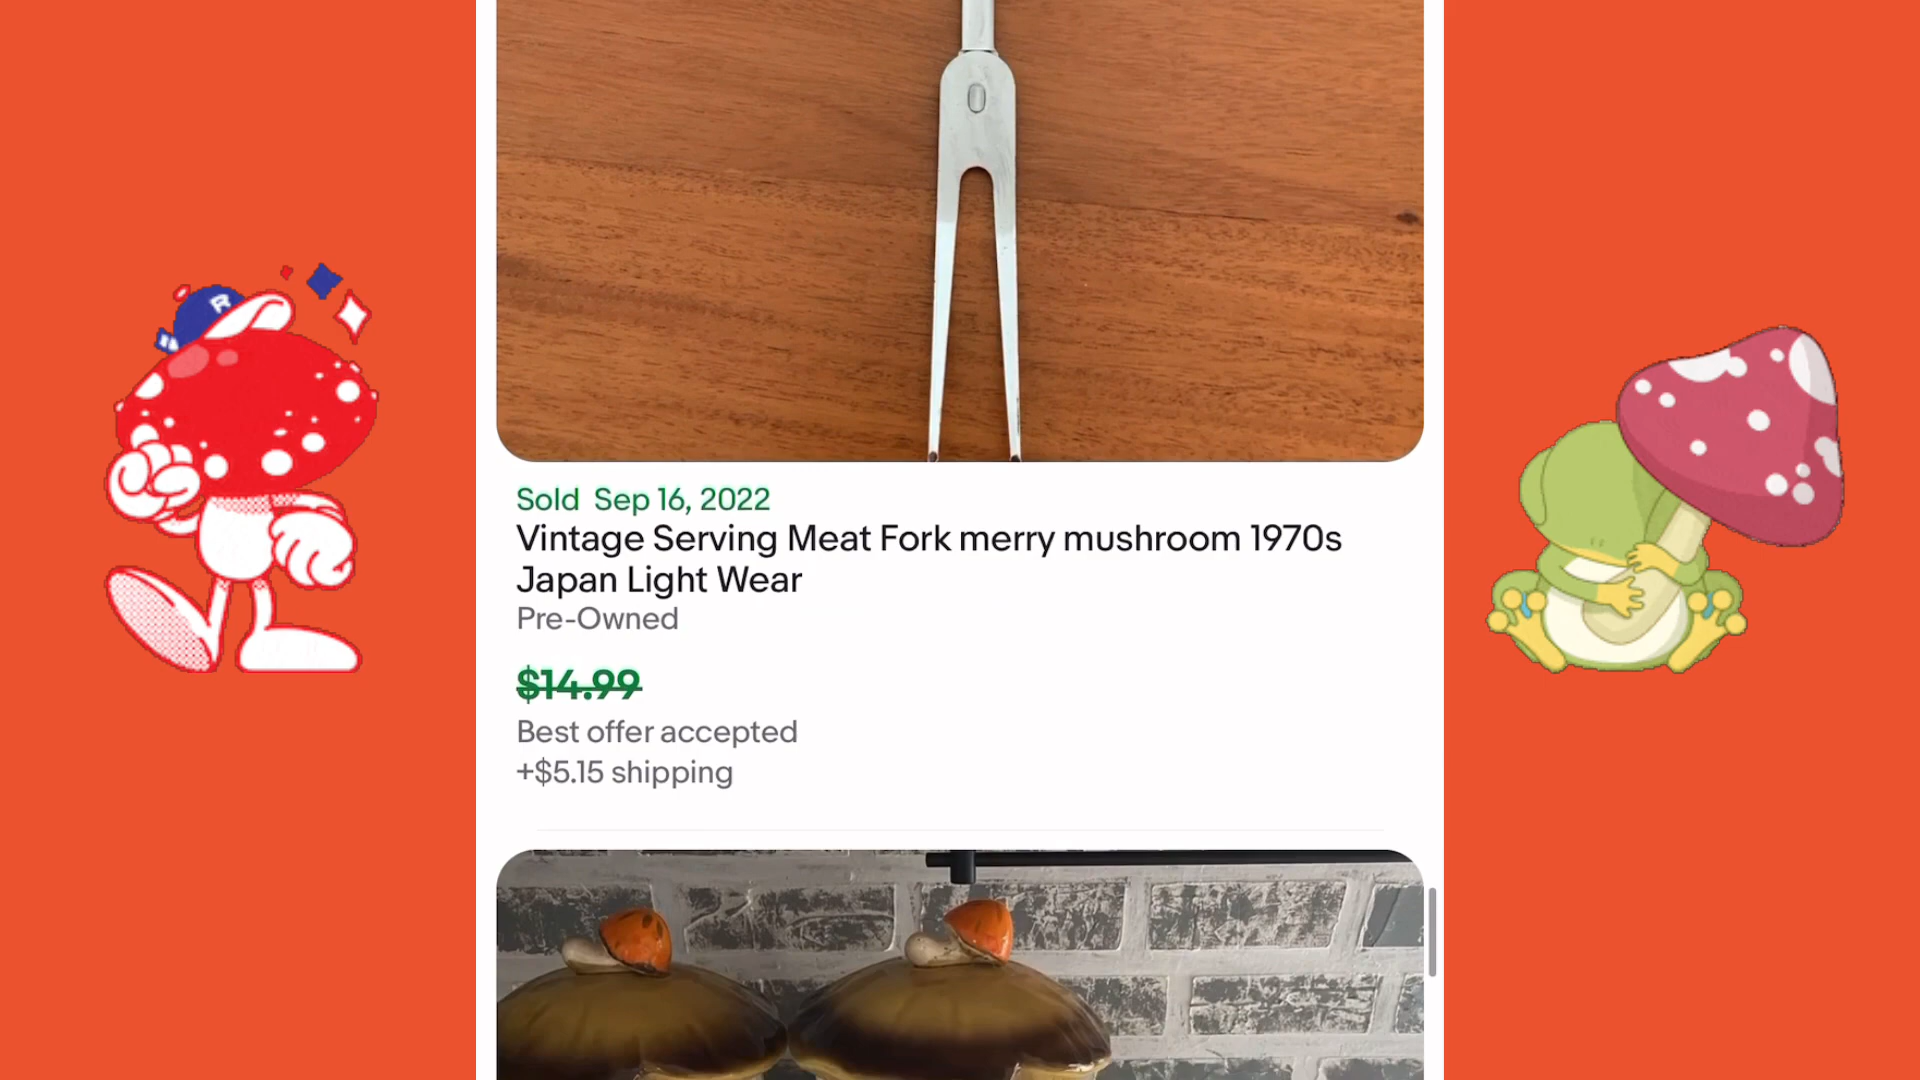 R
Sold Sep 16, 2022
Vintage Serving Meat Fork merry mushroom 1970s
Japan Light Wear
Pre-Owned
$14.99
Best offer accepted
+$5.15 shipping